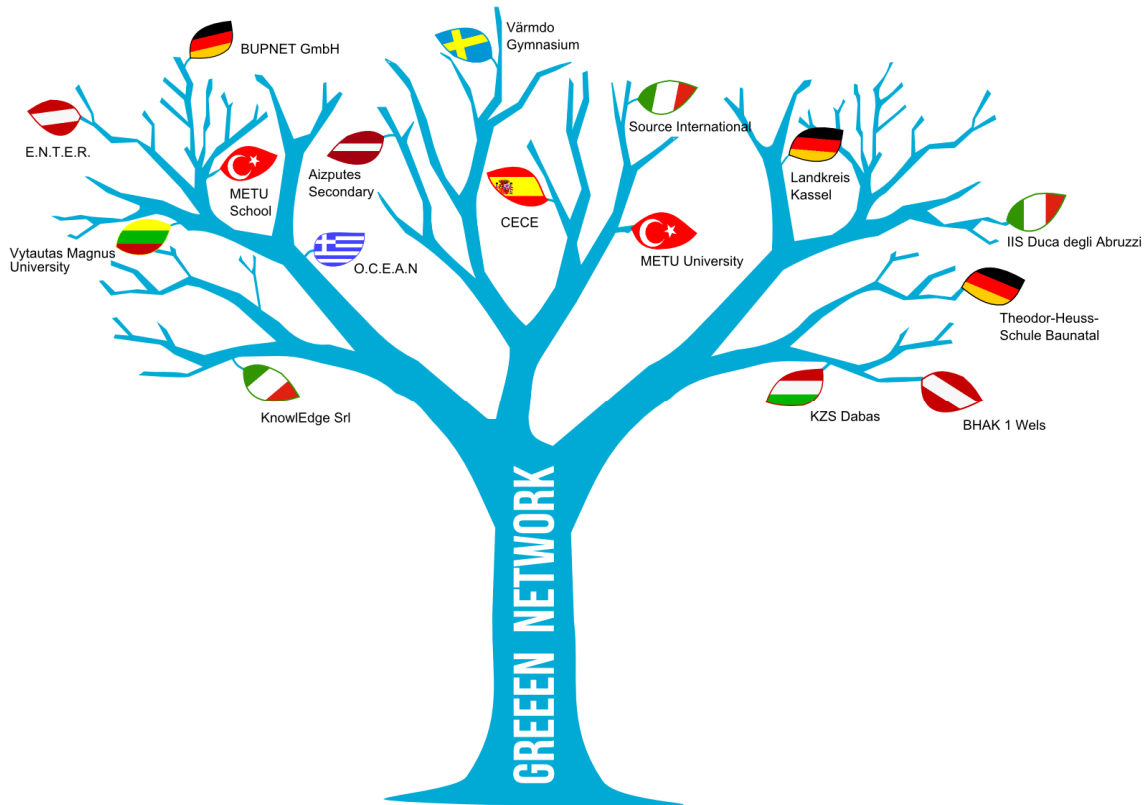 BUPNET GmbH
Värmdo
Gymnasium
Source International
E.N.T.E.R.
METU
School
Aizputes
Secondary
CECE
Landkreis
Kassel
Vytautas Magnus
University
O.C.E.A.N
METU University
IIS Duca degli Abruzzi
Theodor-Heuss-
Schule Baunatal
KnowlEdge Srl
KZS Dabas
BHAK 1 Wels
GREEEN NETWORK